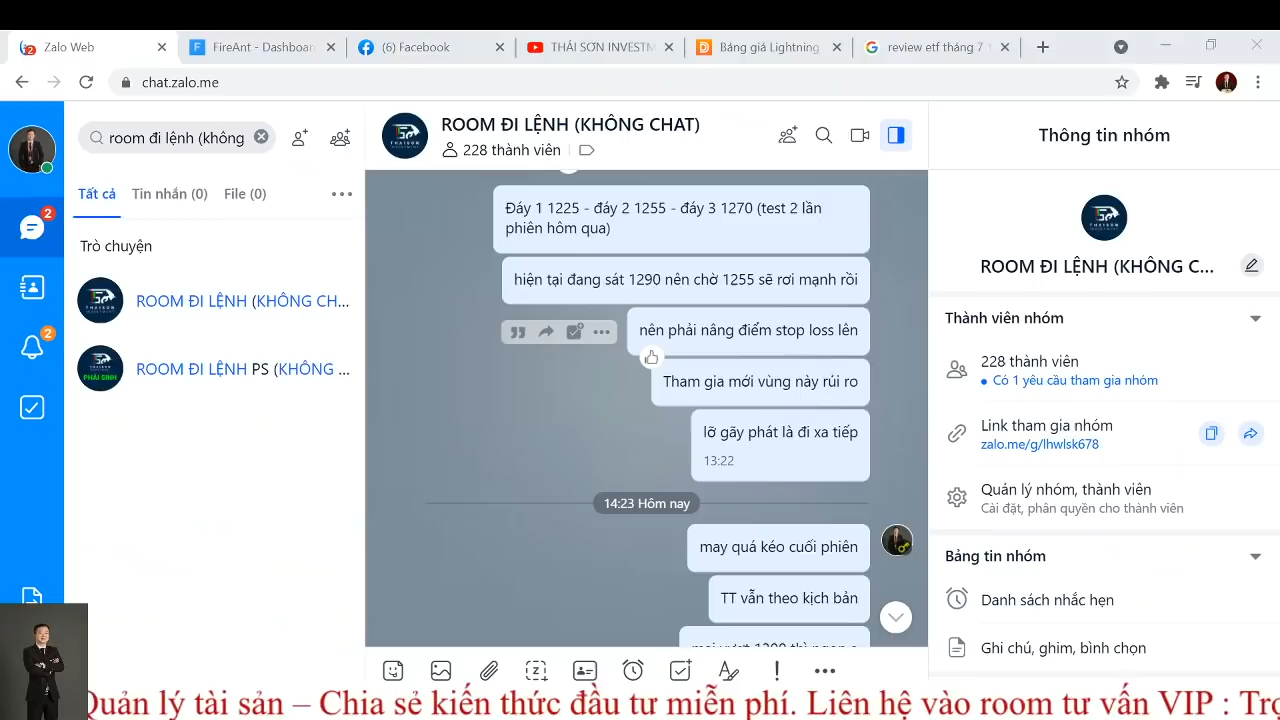 Zalo Web
FireAnt - Dashboar
(6) Facebook
THÁI SƠN INVESTM
Bảng giá Lightning
review etf tháng 7
chat.zalo.me
room đi lệnh (không
Tất cả
Tin nhắn (0)
File (0)
Trò chuyện
ROOM ĐI LỆNH (KHÔNG CH...
ROOM ĐI LỆNH PS (KHÔNG ...
2
2
ROOM ĐI LỆNH (KHÔNG CHAT)
228 thành viên
Đáy 1 1225 - đáy 2 1255 - đáy 3 1270 (test 2 lần
phiên hôm qua)
hiện tại đang sát 1290 nên chờ 1255 sẽ rơi mạnh rồi
nên phải nâng điểm stop loss lên
Tham gia mới vùng này rủi ro
lỡ gãy phát là đi xa tiếp
13:22
14:23 Hôm nay
may quá kéo cuối phiên
TT vẫn theo kịch bản
Thông tin nhóm
ROOM ĐI LỆNH (KHÔNG C...
Thành viên nhóm
228 thành viên
Có 1 yêu cầu tham gia nhóm
Link tham gia nhóm
zalo.me/g/lhwlsk678
Quản lý nhóm, thành viên
Cài đặt, phân quyền cho thành viên
Bảng tin nhóm
Danh sách nhắc hẹn
Ghi chú, ghim, bình chọn
Quản lý tài sản – Chia sẻ kiến thức đầu tư miễn phí. Liên hệ vào room tư vấn VIP : Trợ